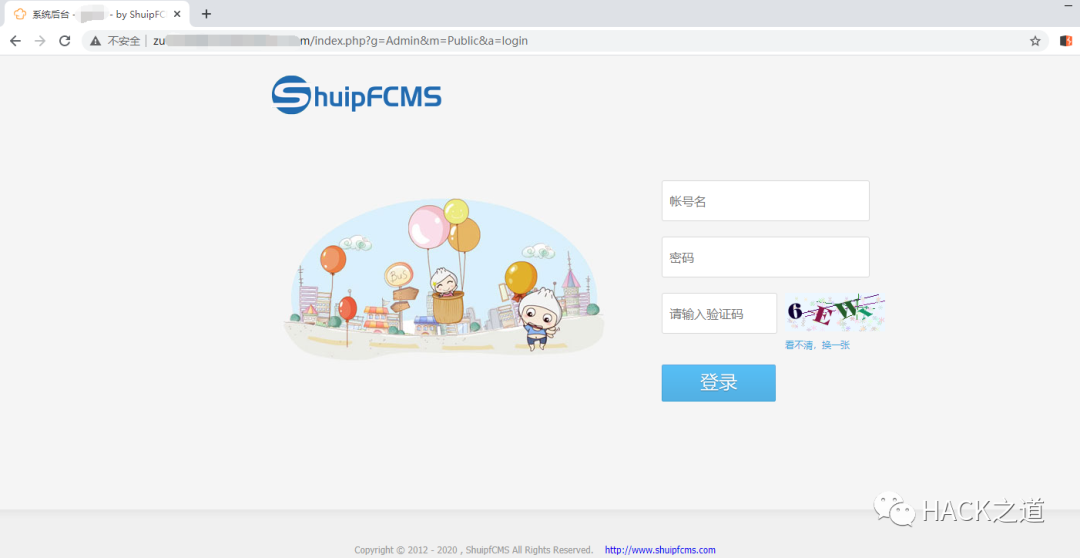 系统后台 - - by ShuipFC
不安全 zu m/index.php?g=Admin&m=Public&a=login
ShuipFCMS
帐号名
密码
BuS
请输入验证码
6EWK
看不清，换一张
登录
HACK之道
Copyright © 2012 - 2020 , ShuipfCMS All Rights Reserved. http://www.shuipfcms.com